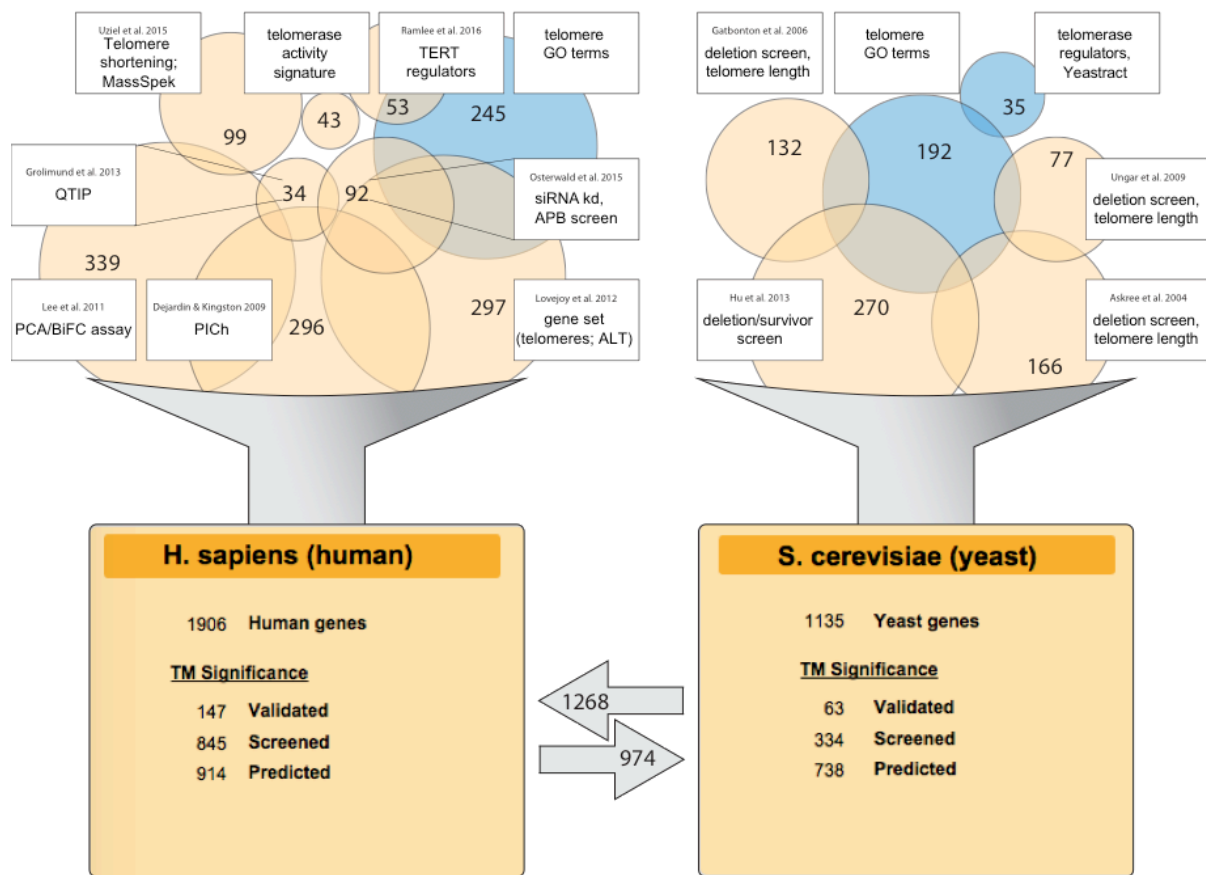 Uziel et al. 2015
Telomere
shortening;
MassSpek
telomerase
activity
signature
Ramlee et al. 2016
TERT
regulators
telomere
GO terms
99
43
53
245
Grolimund et al. 2013
QTIP
34
92
Osterwald et al. 2015
siRNA kd,
APB screen
339
Lee et al. 2011
PCA/BiFC assay
Dejardin & Kingston 2009
PICh
296
297
Lovejoy et al. 2012
gene set
(telomeres; ALT)
Gatbonton et al. 2006
deletion screen,
telomere length
telomere
GO terms
telomerase
regulators,
Yeastract
35
132
192
77
Ungar et al. 2009
deletion screen,
telomere length
Hu et al. 2013
deletion/survivor
screen
270
166
Askree et al. 2004
deletion screen,
telomere length
H. sapiens (human)
1906 Human genes
TM Significance
147 Validated
845 Screened
914 Predicted
1268
974
S. cerevisiae (yeast)
1135 Yeast genes
TM Significance
63 Validated
334 Screened
738 Predicted